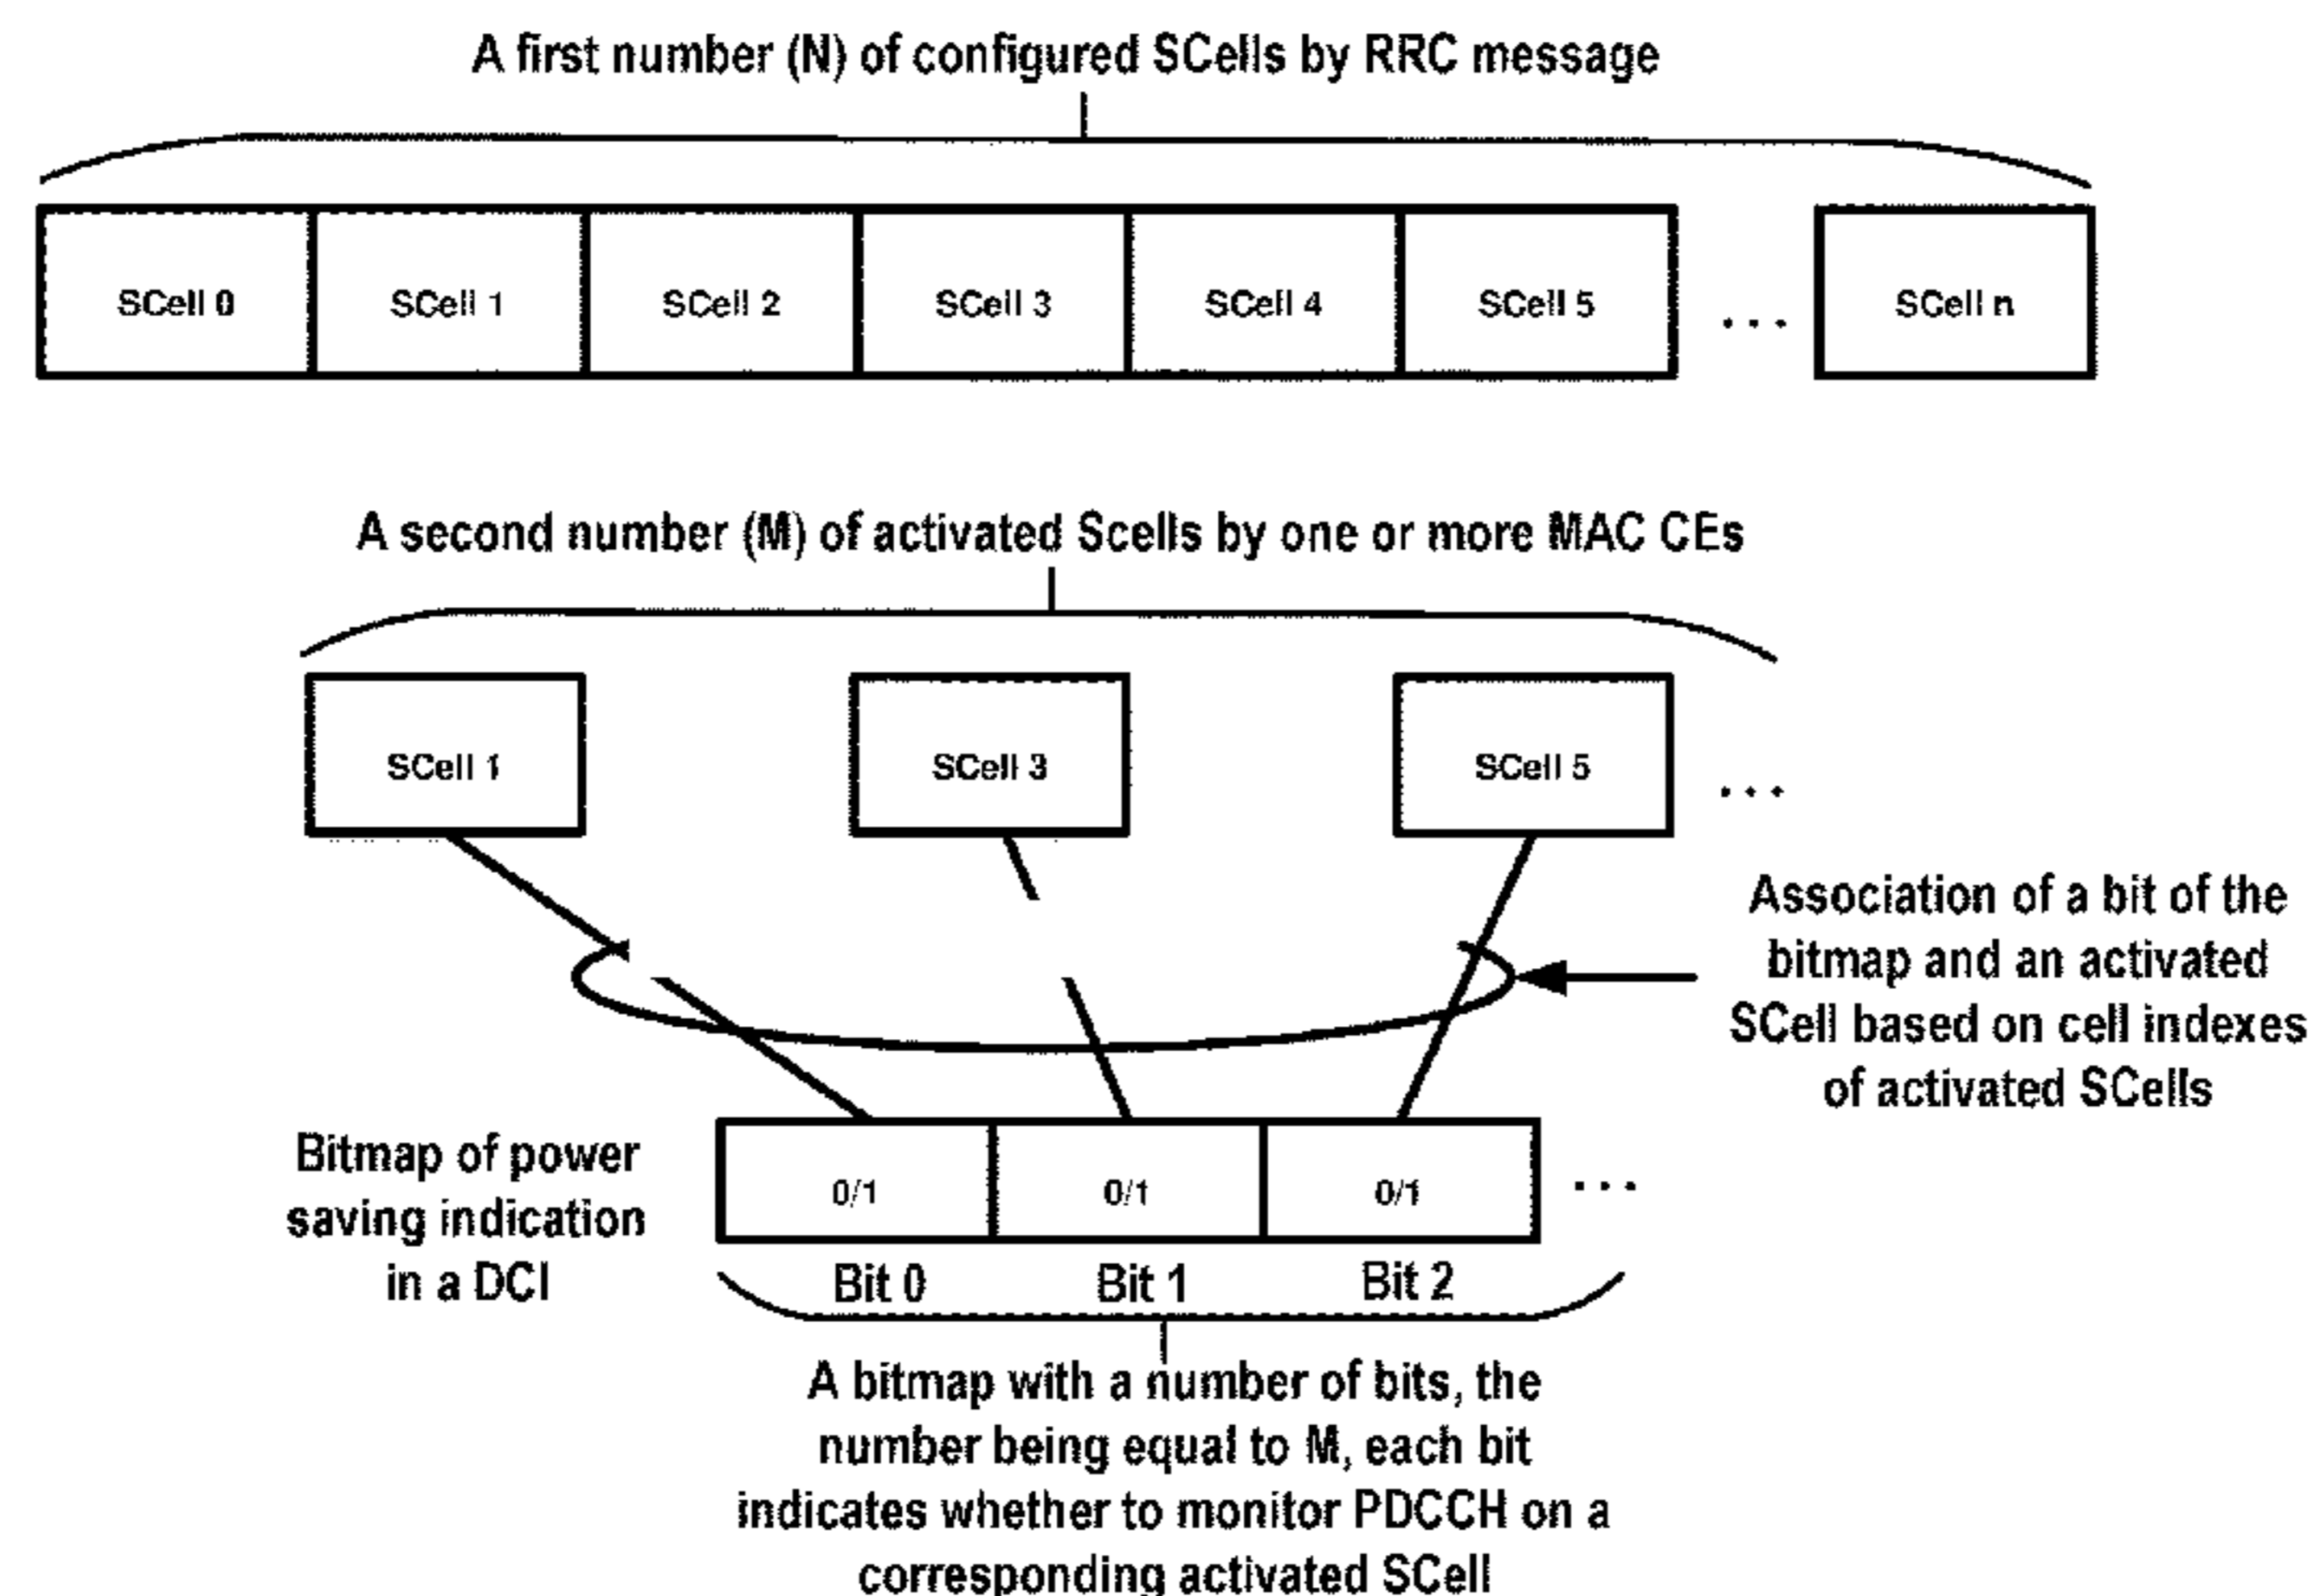 A first number (N) of configured SCells by RRC message
SCell 0 SCell 1 SCell 2 SCell 3 SCell 4 SCell 5 ... SCell n
A second number (M) of activated Scells by one or more MAC CEs
SCell 1 SCell 3 SCell 5 ...
Association of a bit of the
bitmap and an activated
SCell based on cell indexes
of activated SCells
Bitmap of power
saving indication
in a DCI
0/1 0/1 0/1 ...
Bit 0 Bit 1 Bit 2
A bitmap with a number of bits, the
number being equal to M, each bit
indicates whether to monitor PDCCH on a
corresponding activated SCell